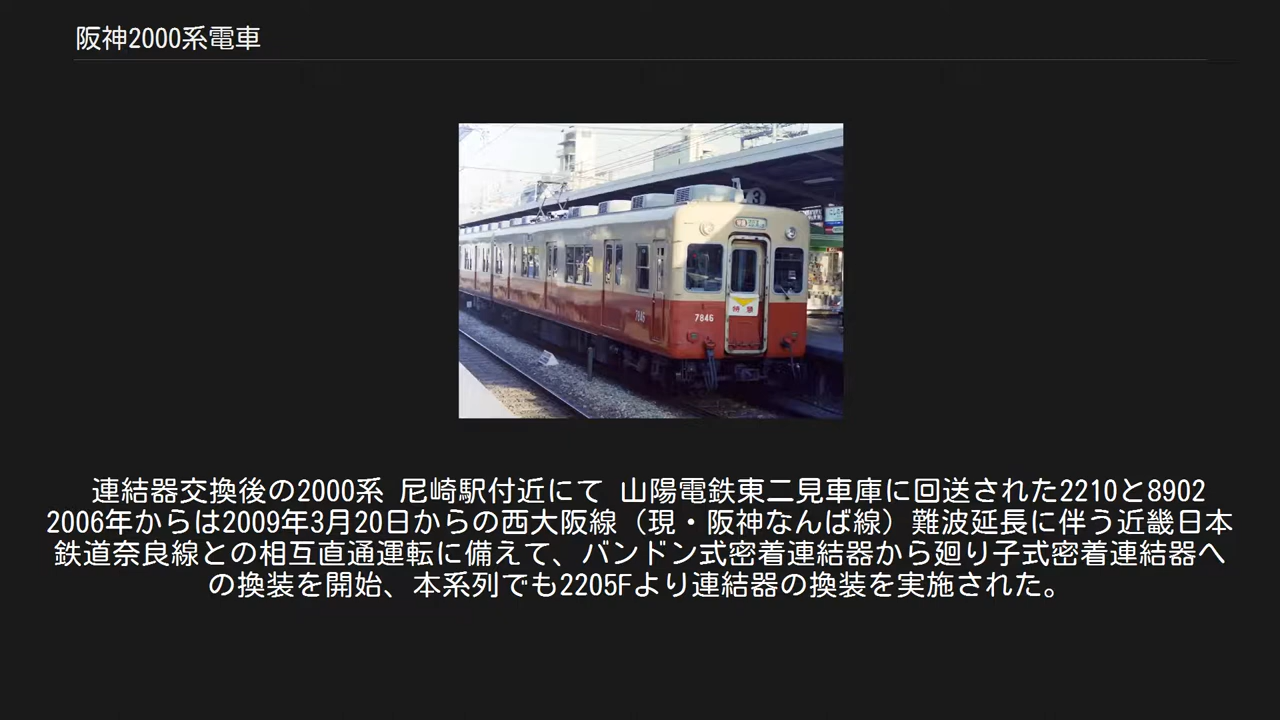 阪神2000系電車
3
7846
7846
特急
連結器交換後の2000系 尼崎駅付近にて 山陽電鉄東二見車庫に回送された2210と8902
2006年からは2009年3月20日からの西大阪線（現・阪神なんば線）難波延長に伴う近畿日本
鉄道奈良線との相互直通運転に備えて、バンドン式密着連結器から廻り子式密着連結器へ
の換装を開始、本系列でも2205Fより連結器の換装を実施された。